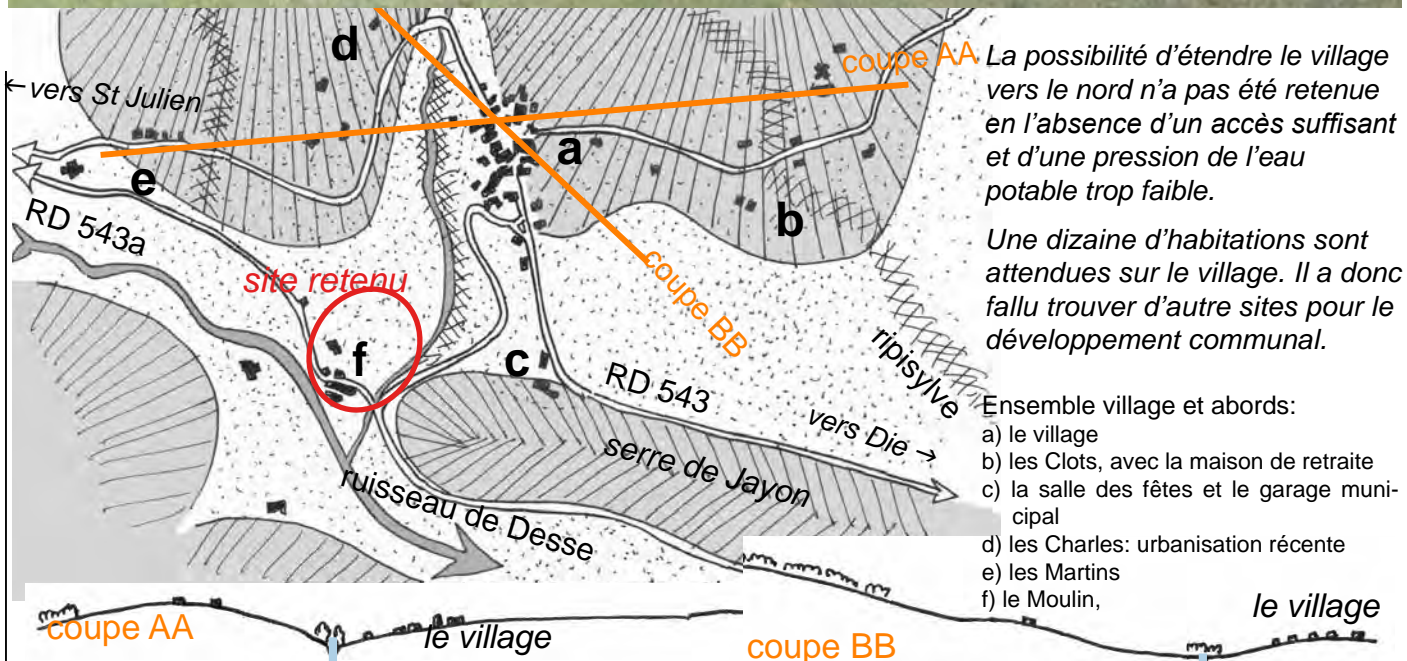 d
coupe AA
← vers St Julien
a
e
b
RD 543a
site retenu
coupe BB
f
c
ripisylve
RD 543
vers Die →
serre de Jayon
ruisseau de Desse
La possibilité d'étendre le village
vers le nord n'a pas été retenue
en l'absence d'un accès suffisant
et d'une pression de l'eau
potable trop faible.
Une dizaine d'habitations sont
attendues sur le village. Il a donc
fallu trouver d'autre sites pour le
développement communal.
Ensemble village et abords:
a) le village
b) les Clots, avec la maison de retraite
c) la salle des fêtes et le garage muni-
cipal
d) les Charles: urbanisation récente
e) les Martins
f) le Moulin,
coupe AA
le village
coupe BB
le village